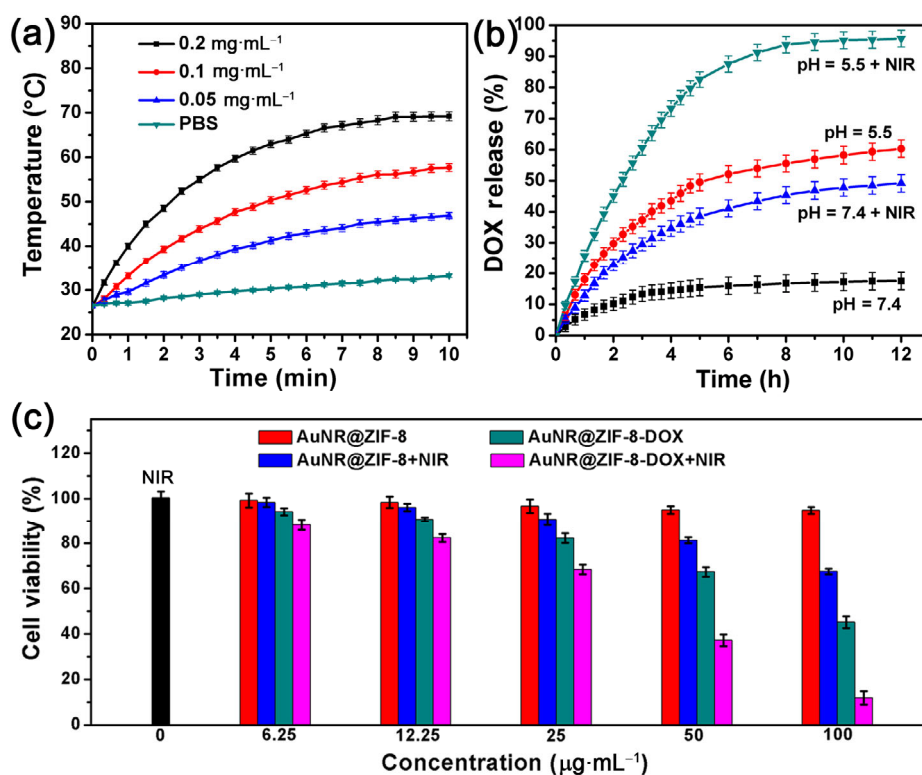 (a)
0.2 mg·mL⁻¹
0.1 mg·mL⁻¹
0.05 mg·mL⁻¹
PBS
Temperature (°C)
90
80
70
60
50
40
30
20
0 1 2 3 4 5 6 7 8 9 10
Time (min)
(b)
DOX release (%)
100
90
80
70
60
50
40
30
20
10
0
pH = 5.5 + NIR
pH = 5.5
pH = 7.4 + NIR
pH = 7.4
0 2 4 6 8 10 12
Time (h)
(c)
AuNR@ZIF-8 AuNR@ZIF-8-DOX
AuNR@ZIF-8+NIR AuNR@ZIF-8-DOX+NIR
Cell viability (%)
120
100
80
60
40
20
0
NIR
0 6.25 12.25 25 50 100
Concentration (μg·mL⁻¹)